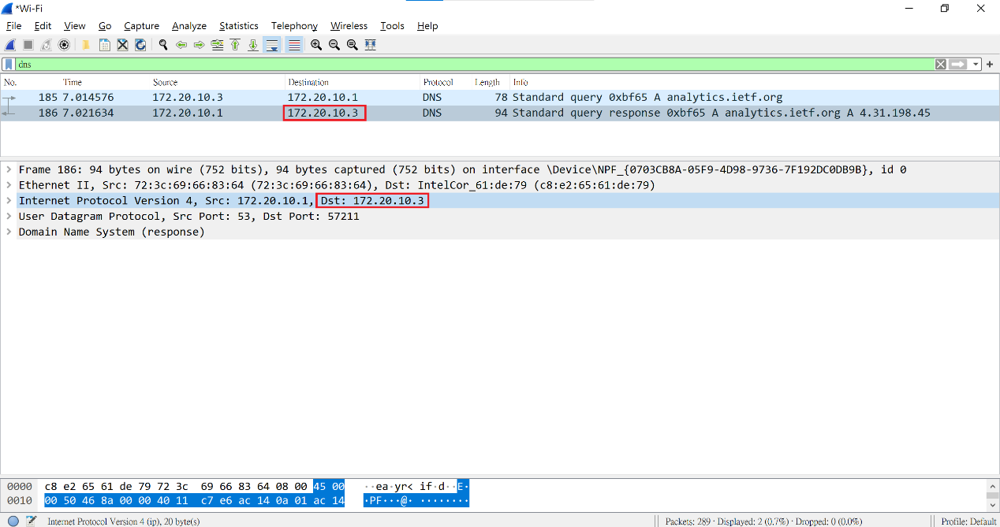 *Wi-Fi
File Edit View Go Capture Analyze Statistics Telephony Wireless Tools Help
dns
No. Time Source Destination Protocol Length Info
185 7.014576 172.20.10.3 172.20.10.1 DNS 78 Standard query 0xbf65 A analytics.ietf.org
186 7.021634 172.20.10.1 172.20.10.3 DNS 94 Standard query response 0xbf65 A analytics.ietf.org A 4.31.198.45
Frame 186: 94 bytes on wire (752 bits), 94 bytes captured (752 bits) on interface \Device\NPF_{0703CB8A-05F9-4D98-9736-7F192DC0DB9B}, id 0
Ethernet II, Src: 72:3c:69:66:83:64 (72:3c:69:66:83:64), Dst: IntelCor_61:de:79 (c8:e2:65:61:de:79)
Internet Protocol Version 4, Src: 172.20.10.1, Dst: 172.20.10.3
User Datagram Protocol, Src Port: 53, Dst Port: 57211
Domain Name System (response)
0000 c8 e2 65 61 de 79 72 3c 69 66 83 64 08 00 45 00 ··ea·yr< if·d··E·
0010 00 50 46 8a 00 00 40 11 c7 e6 ac 14 0a 01 ac 14 ·PF···@· ········
Internet Protocol Version 4 (ip), 20 byte(s) Packets: 289 · Displayed: 2 (0.7%) · Dropped: 0 (0.0%) Profile: Default